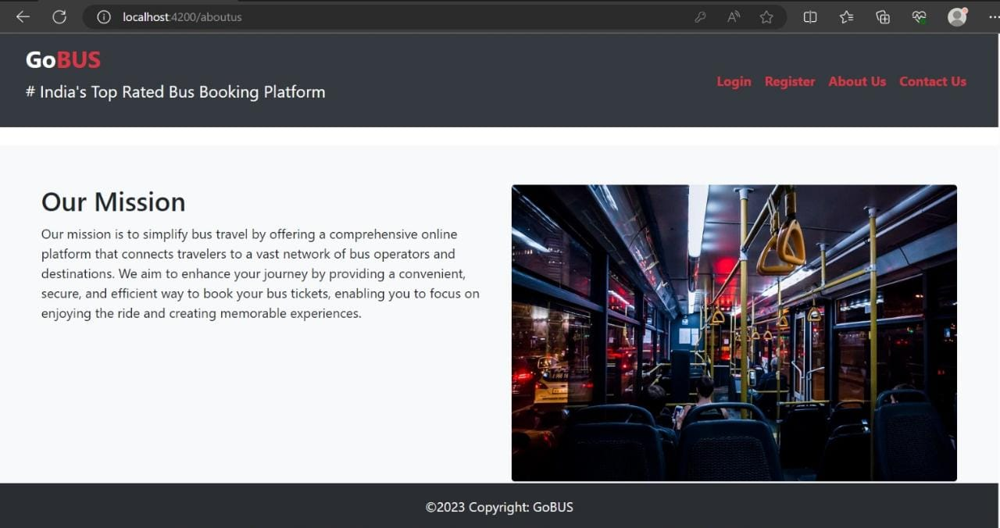 localhost:4200/aboutus
GoBUS
# India's Top Rated Bus Booking Platform
Login Register About Us Contact Us
Our Mission
Our mission is to simplify bus travel by offering a comprehensive online
platform that connects travelers to a vast network of bus operators and
destinations. We aim to enhance your journey by providing a convenient,
secure, and efficient way to book your bus tickets, enabling you to focus on
enjoying the ride and creating memorable experiences.
©2023 Copyright: GoBUS